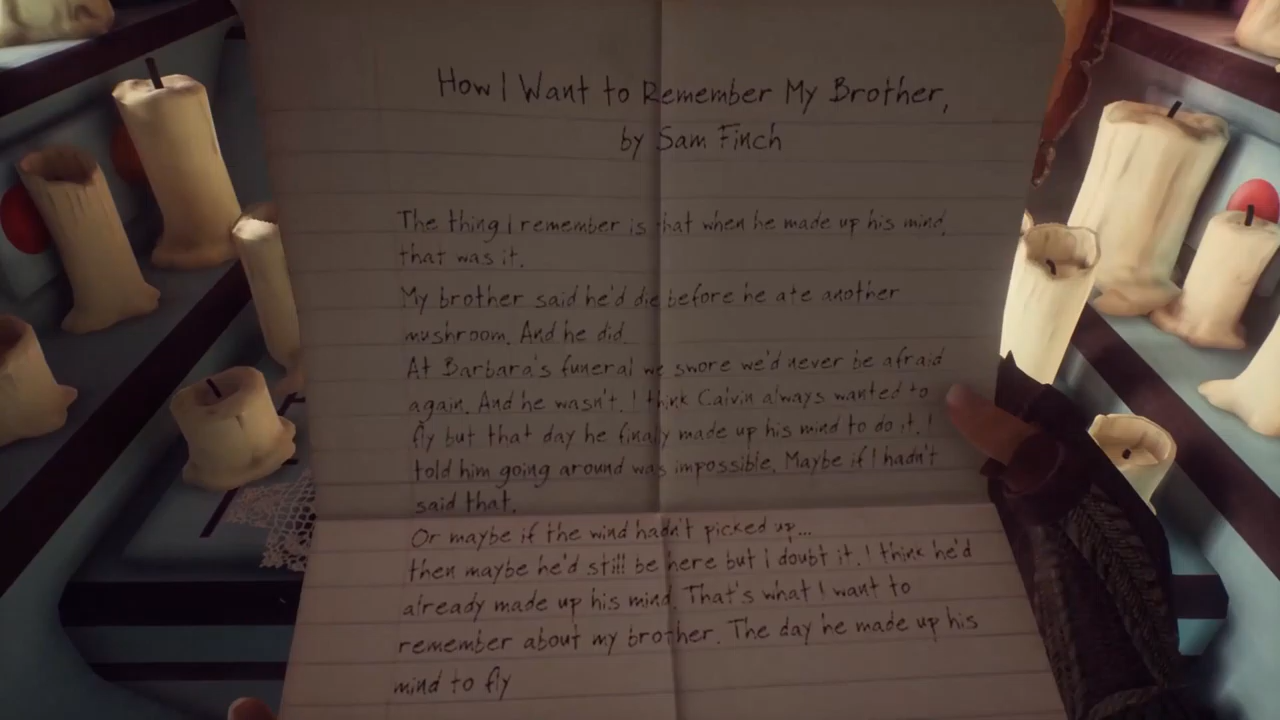 How I Want to Remember My Brother,
by Sam Finch
The thing I remember is that when he made up his mind,
that was it.
My brother said he'd die before he ate another
mushroom. And he did.
At Barbara's funeral we swore we'd never be afraid
again. And he wasn't. I think Calvin always wanted to
fly but that day he finally made up his mind to do it. I
told him going around was impossible. Maybe if I hadn't
said that.
Or maybe if the wind hadn't picked up...
then maybe he'd still be here but I doubt it. I think he'd
already made up his mind. That's what I want to
remember about my brother. The day he made up his
mind to fly